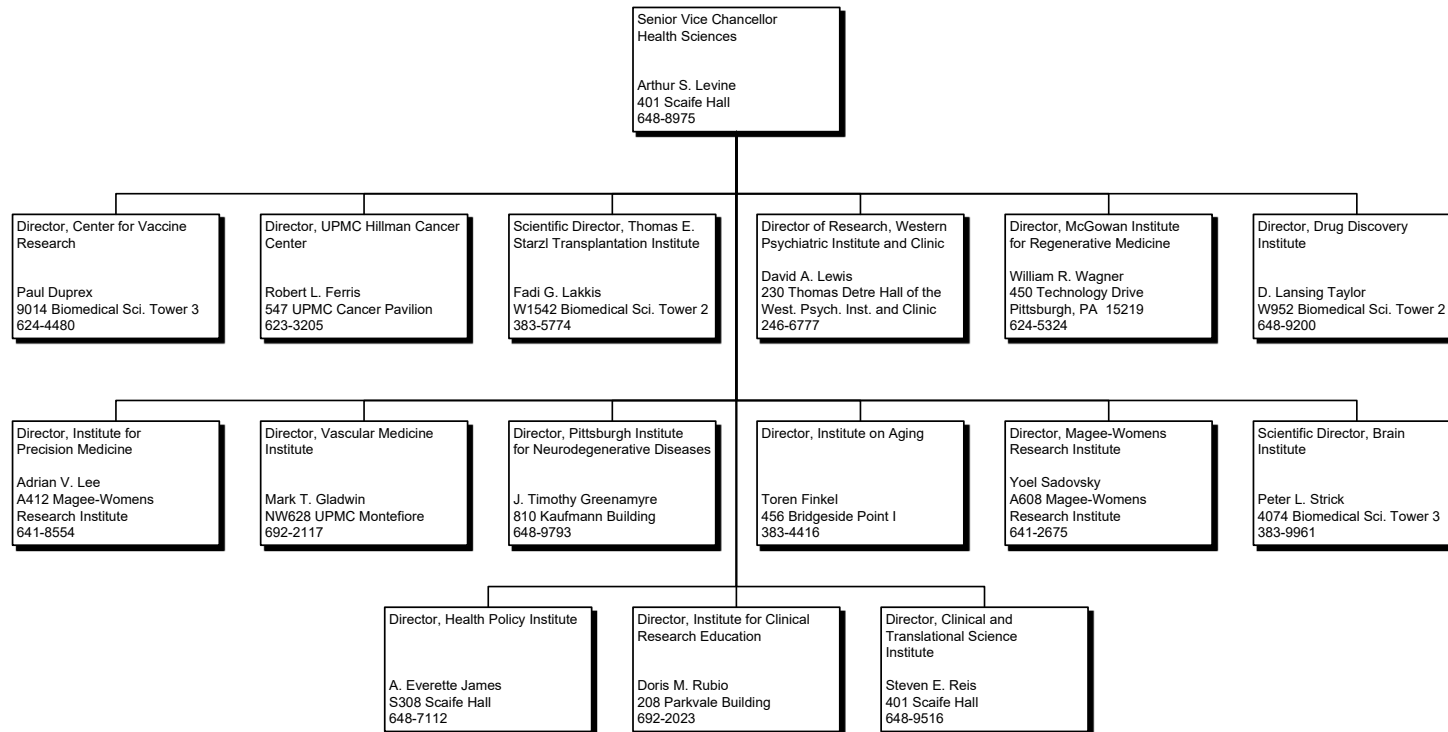 Senior Vice Chancellor
Health Sciences
Arthur S. Levine
401 Scaife Hall
648-8975
Director, Center for Vaccine
Research
Paul Duprex
9014 Biomedical Sci. Tower 3
624-4480
Director, UPMC Hillman Cancer
Center
Robert L. Ferris
547 UPMC Cancer Pavilion
623-3205
Scientific Director, Thomas E.
Starzl Transplantation Institute
Fadi G. Lakkis
W1542 Biomedical Sci. Tower 2
383-5774
Director of Research, Western
Psychiatric Institute and Clinic
David A. Lewis
230 Thomas Detre Hall of the
West. Psych. Inst. and Clinic
246-6777
Director, McGowan Institute
for Regenerative Medicine
William R. Wagner
450 Technology Drive
Pittsburgh, PA  15219
624-5324
Director, Drug Discovery
Institute
D. Lansing Taylor
W952 Biomedical Sci. Tower 2
648-9200
Director, Institute for
Precision Medicine
Adrian V. Lee
A412 Magee-Womens
Research Institute
641-8554
Director, Vascular Medicine
Institute
Mark T. Gladwin
NW628 UPMC Montefiore
692-2117
Director, Pittsburgh Institute
for Neurodegenerative Diseases
J. Timothy Greenamyre
810 Kaufmann Building
648-9793
Director, Institute on Aging
Toren Finkel
456 Bridgeside Point I
383-4416
Director, Magee-Womens
Research Institute
Yoel Sadovsky
A608 Magee-Womens
Research Institute
641-2675
Scientific Director, Brain
Institute
Peter L. Strick
4074 Biomedical Sci. Tower 3
383-9961
Director, Health Policy Institute
A. Everette James
S308 Scaife Hall
648-7112
Director, Institute for Clinical
Research Education
Doris M. Rubio
208 Parkvale Building
692-2023
Director, Clinical and
Translational Science
Institute
Steven E. Reis
401 Scaife Hall
648-9516